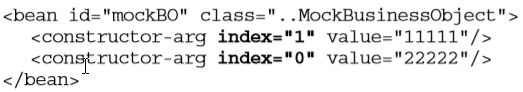 <bean id="mockBO" class="..MockBusinessObject">
<constructor-arg index="1" value="11111"/>
<constructor-arg index="0" value="22222"/>
</bean>